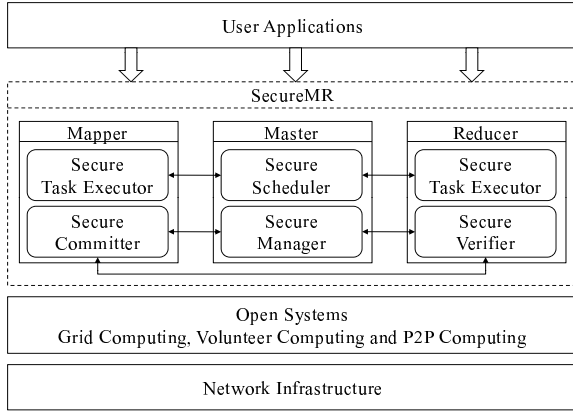 User Applications
SecureMR
Mapper
Master
Reducer
Secure
Task Executor
Secure
Scheduler
Secure
Task Executor
Secure
Committer
Secure
Manager
Secure
Verifier
Open Systems
Grid Computing, Volunteer Computing and P2P Computing
Network Infrastructure